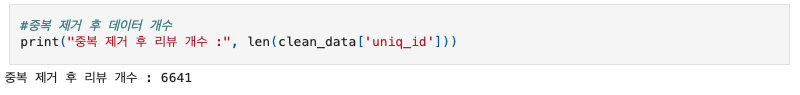 #중복 제거 후 데이터 개수
print("중복 제거 후 리뷰 개수 :", len(clean_data['uniq_id']))
중복 제거 후 리뷰 개수 : 6641